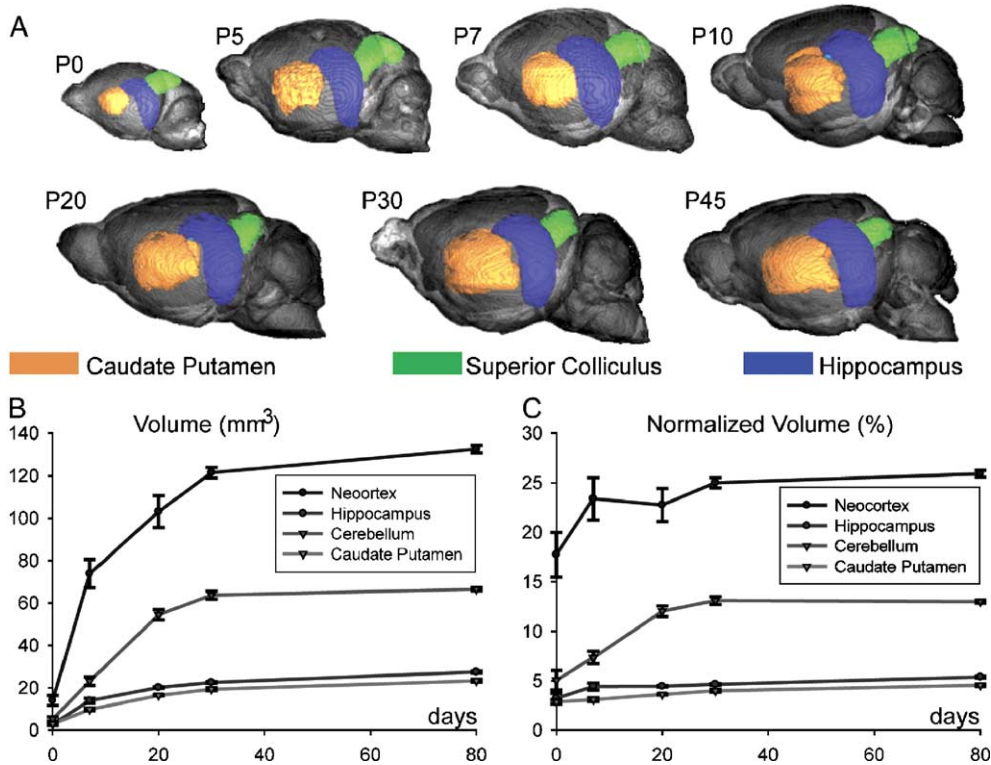 A
P0
P5
P7
P10
P20
P30
P45
Caudate Putamen
Superior Colliculus
Hippocampus
B
Volume (mm³)
140
120
100
80
60
40
20
0
Neoortex
Hippocampus
Cerebellum
Caudate Putamen
days
0 20 40 60 80
C
Normalized Volume (%)
30
25
20
15
10
5
0
Neocortex
Hippocampus
Cerebellum
Caudate Putamen
days
0 20 40 60 80